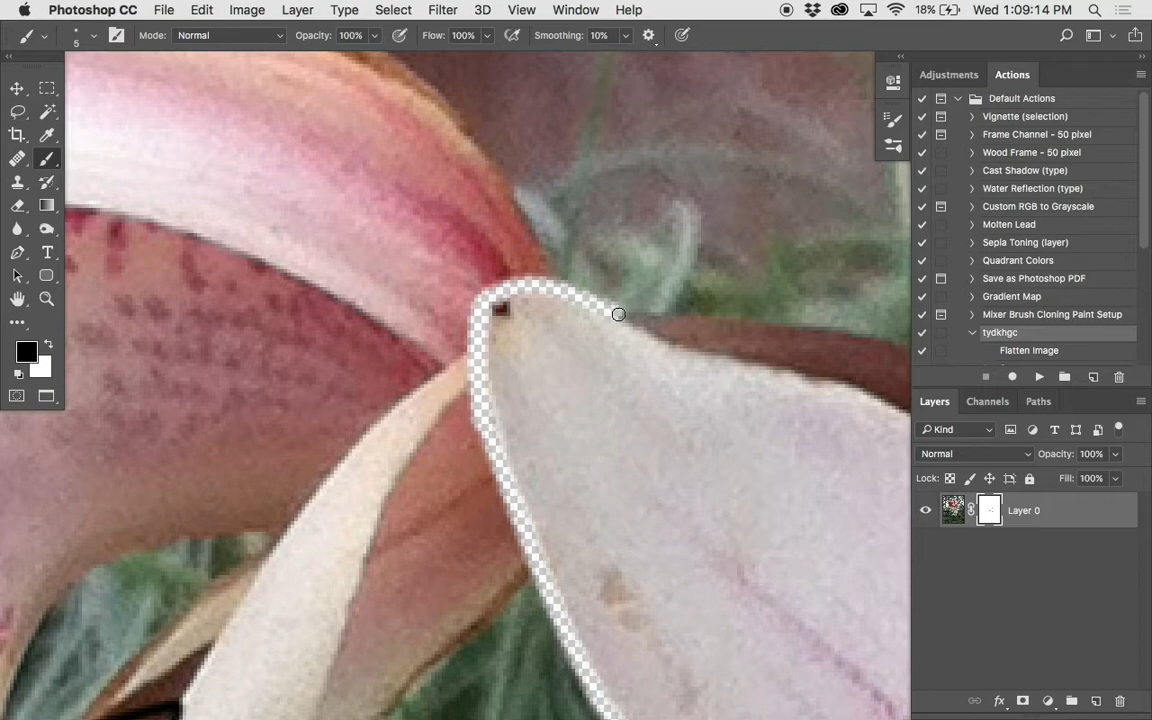 Photoshop CC File Edit Image Layer Type Select Filter 3D View Window Help 18% Wed 1:09:14 PM
5 Mode: Normal Opacity: 100% Flow: 100% Smoothing: 10%
Adjustments Actions
Default Actions
Vignette (selection)
Frame Channel - 50 pixel
Wood Frame - 50 pixel
Cast Shadow (type)
Water Reflection (type)
Custom RGB to Grayscale
Molten Lead
Sepia Toning (layer)
Quadrant Colors
Save as Photoshop PDF
Gradient Map
Mixer Brush Cloning Paint Setup
tydkhgc
Flatten Image
Layers Channels Paths
Kind
Normal Opacity: 100%
Lock: Fill: 100%
Layer 0